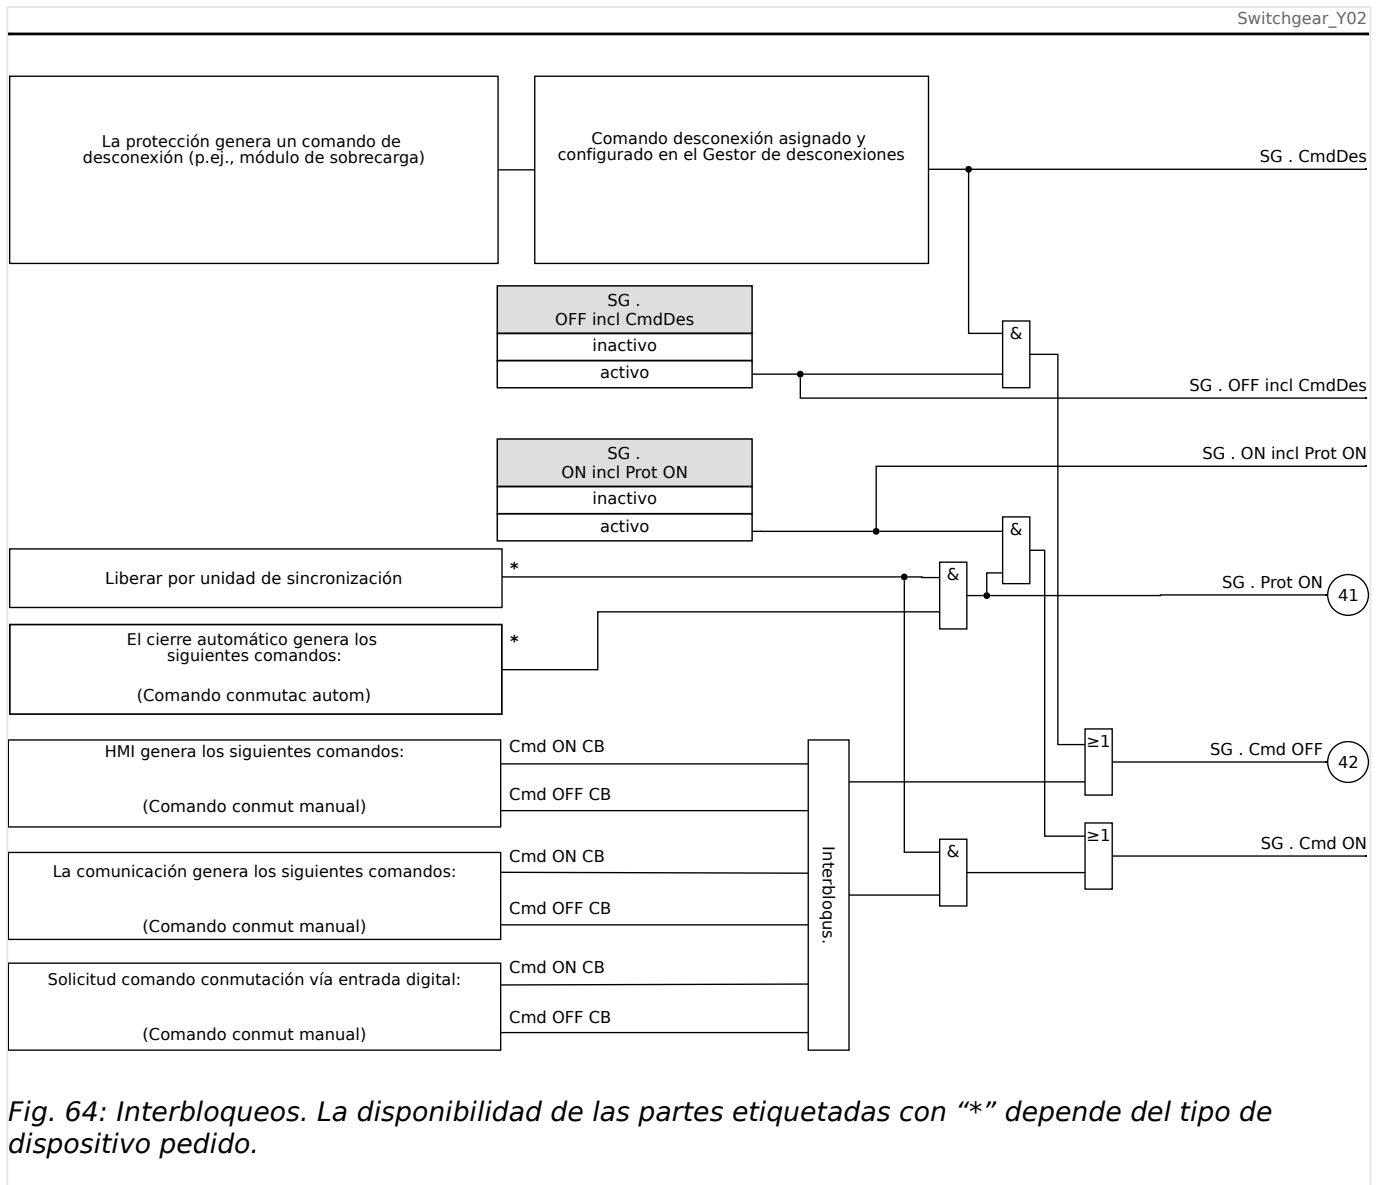 Switchgear_Y02
La protección genera un comando de
desconexión (p.ej., módulo de sobrecarga)
Comando desconexión asignado y
configurado en el Gestor de desconexiones
SG . CmdDes
SG .
OFF incl CmdDes
inactivo
activo
&
SG . OFF incl CmdDes
SG .
ON incl Prot ON
inactivo
activo
SG . ON incl Prot ON
&
Liberar por unidad de sincronización
*
&
SG . Prot ON
41
El cierre automático genera los
siguientes comandos:
(Comando conmutac autom)
*
HMI genera los siguientes comandos:
(Comando conmut manual)
Cmd ON CB
Cmd OFF CB
≥1
SG . Cmd OFF
42
La comunicación genera los siguientes comandos:
(Comando conmut manual)
Cmd ON CB
Cmd OFF CB
Interbloqus.
&
≥1
SG . Cmd ON
Solicitud comando conmutación vía entrada digital:
(Comando conmut manual)
Cmd ON CB
Cmd OFF CB
Fig. 64: Interbloqueos. La disponibilidad de las partes etiquetadas con “*” depende del tipo de
dispositivo pedido.